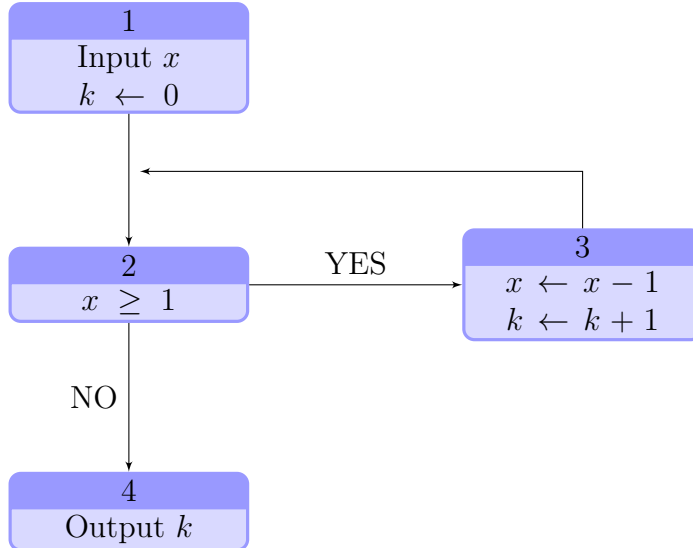 1
Input x
k ← 0
2
x ≥ 1
YES
3
x ← x − 1
k ← k + 1
NO
4
Output k